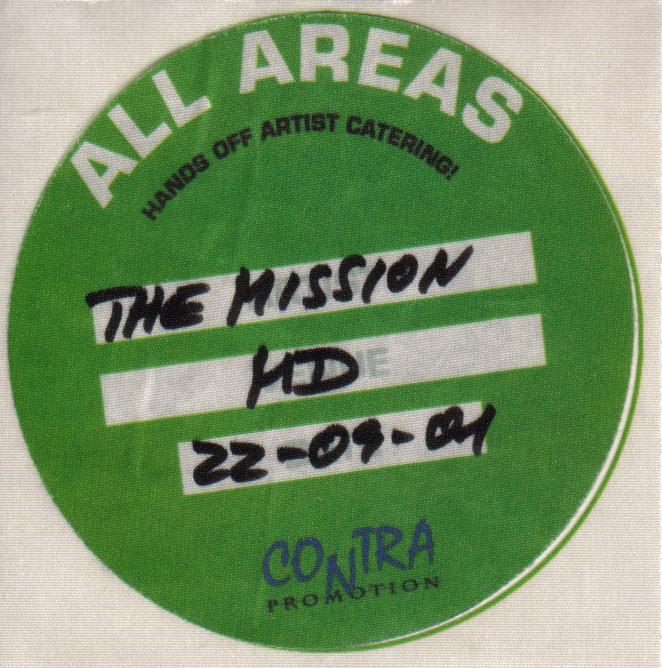 ALL AREAS
HANDS OFF ARTIST CATERING!
THE MISSION
MD
22-09-04
CONTRA
PROMOTION